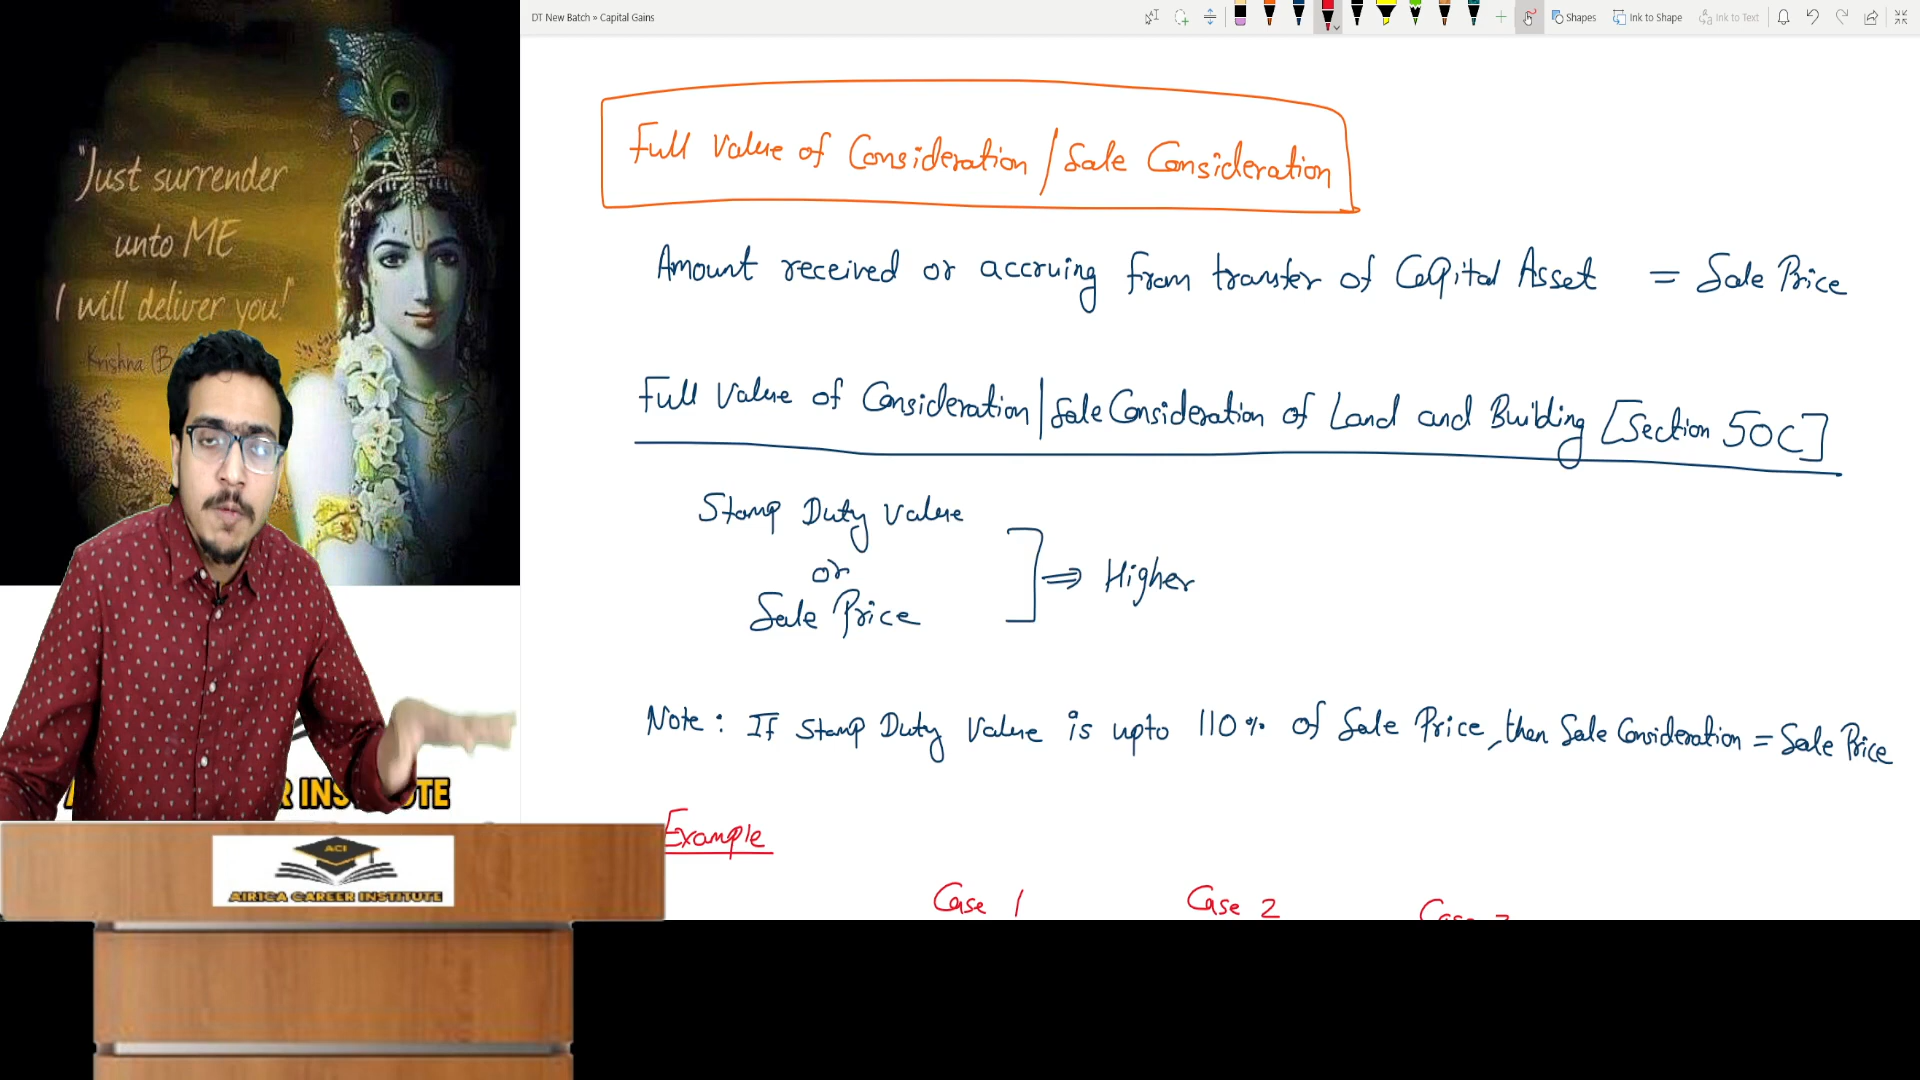 DT New Batch » Capital Gains
Shapes
Ink to Shape
Ink to Text
"Just surrender
unto ME
I will deliver you!"
Krishna (B
Full Value of Consideration / Sale Consideration
Amount received or accruing from transfer of Capital Asset = Sale Price
Full Value of Consideration | Sale Consideration of Land and Building [Section 50C]
Stamp Duty Value
or
Sale Price
⇒ Higher
Note: If Stamp Duty Value is upto 110% of Sale Price, then Sale Consideration = Sale Price
Example
Case 1 Case 2
R INS TUTE
ACI
AIRICA CAREER INSTITUTE